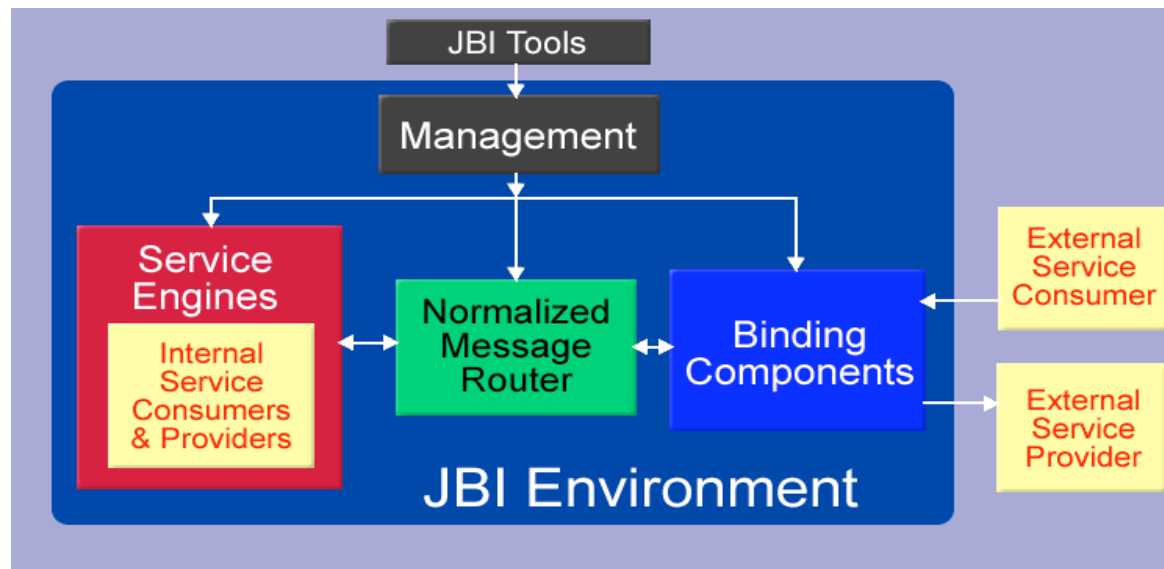 JBI Tools
Management
Service
Engines
Internal
Service
Consumers
& Providers
Normalized
Message
Router
Binding
Components
External
Service
Consumer
External
Service
Provider
JBI Environment